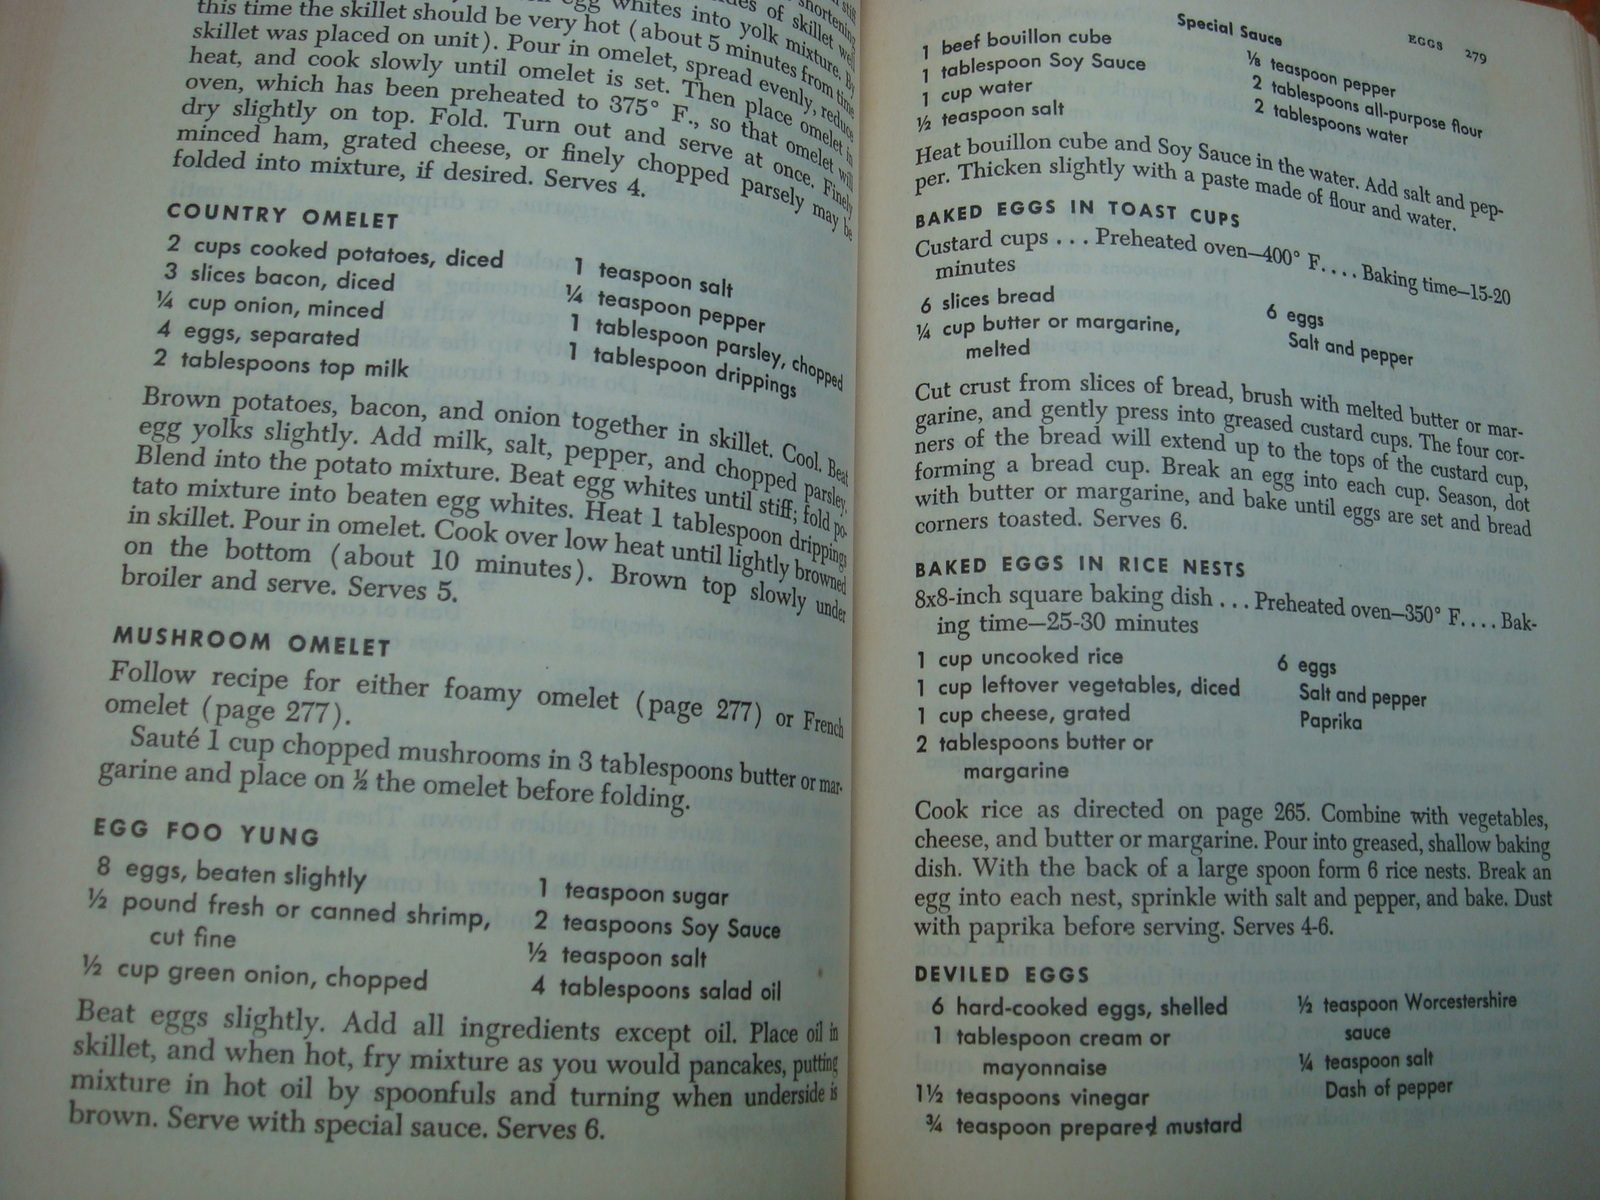 shortening
egg whites into yolk mixture. By
this time the skillet should be very hot (about 5 minutes from time
skillet was placed on unit). Pour in omelet, spread evenly, reduce
heat, and cook slowly until omelet is set. Then place omelet in
oven, which has been preheated to 375° F., so that omelet will
dry slightly on top. Fold. Turn out and serve at once. Finely
minced ham, grated cheese, or finely chopped parsely may be
folded into mixture, if desired. Serves 4.
COUNTRY OMELET
2 cups cooked potatoes, diced
3 slices bacon, diced
¼ cup onion, minced
4 eggs, separated
2 tablespoons top milk
1 teaspoon salt
¼ teaspoon pepper
1 tablespoon parsley, chopped
1 tablespoon drippings
Brown potatoes, bacon, and onion together in skillet. Cool. Beat
egg yolks slightly. Add milk, salt, pepper, and chopped parsley.
Blend into the potato mixture. Beat egg whites until stiff; fold po-
tato mixture into beaten egg whites. Heat 1 tablespoon drippings
in skillet. Pour in omelet. Cook over low heat until lightly browned
on the bottom (about 10 minutes). Brown top slowly under
broiler and serve. Serves 5.
MUSHROOM OMELET
Follow recipe for either foamy omelet (page 277) or French
omelet (page 277).
Sauté 1 cup chopped mushrooms in 3 tablespoons butter or mar-
garine and place on ½ the omelet before folding.
EGG FOO YUNG
8 eggs, beaten slightly
½ pound fresh or canned shrimp,
cut fine
½ cup green onion, chopped
1 teaspoon sugar
2 teaspoons Soy Sauce
½ teaspoon salt
4 tablespoons salad oil
Beat eggs slightly. Add all ingredients except oil. Place oil in
skillet, and when hot, fry mixture as you would pancakes, putting
mixture in hot oil by spoonfuls and turning when underside is
brown. Serve with special sauce. Serves 6.
EGGS 279
Special Sauce
1 beef bouillon cube
1 tablespoon Soy Sauce
1 cup water
½ teaspoon salt
⅛ teaspoon pepper
2 tablespoons all-purpose flour
2 tablespoons water
Heat bouillon cube and Soy Sauce in the water. Add salt and pep-
per. Thicken slightly with a paste made of flour and water.
BAKED EGGS IN TOAST CUPS
Custard cups . . . Preheated oven—400° F. . . . Baking time—15-20
minutes
6 slices bread
¼ cup butter or margarine,
melted
6 eggs
Salt and pepper
Cut crust from slices of bread, brush with melted butter or mar-
garine, and gently press into greased custard cups. The four cor-
ners of the bread will extend up to the tops of the custard cup,
forming a bread cup. Break an egg into each cup. Season, dot
with butter or margarine, and bake until eggs are set and bread
corners toasted. Serves 6.
BAKED EGGS IN RICE NESTS
8x8-inch square baking dish . . . Preheated oven—350° F. . . . Bak-
ing time—25-30 minutes
1 cup uncooked rice
1 cup leftover vegetables, diced
1 cup cheese, grated
2 tablespoons butter or
margarine
6 eggs
Salt and pepper
Paprika
Cook rice as directed on page 265. Combine with vegetables,
cheese, and butter or margarine. Pour into greased, shallow baking
dish. With the back of a large spoon form 6 rice nests. Break an
egg into each nest, sprinkle with salt and pepper, and bake. Dust
with paprika before serving. Serves 4-6.
DEVILED EGGS
6 hard-cooked eggs, shelled
1 tablespoon cream or
mayonnaise
1½ teaspoons vinegar
¾ teaspoon prepared mustard
½ teaspoon Worcestershire
sauce
¼ teaspoon salt
Dash of pepper